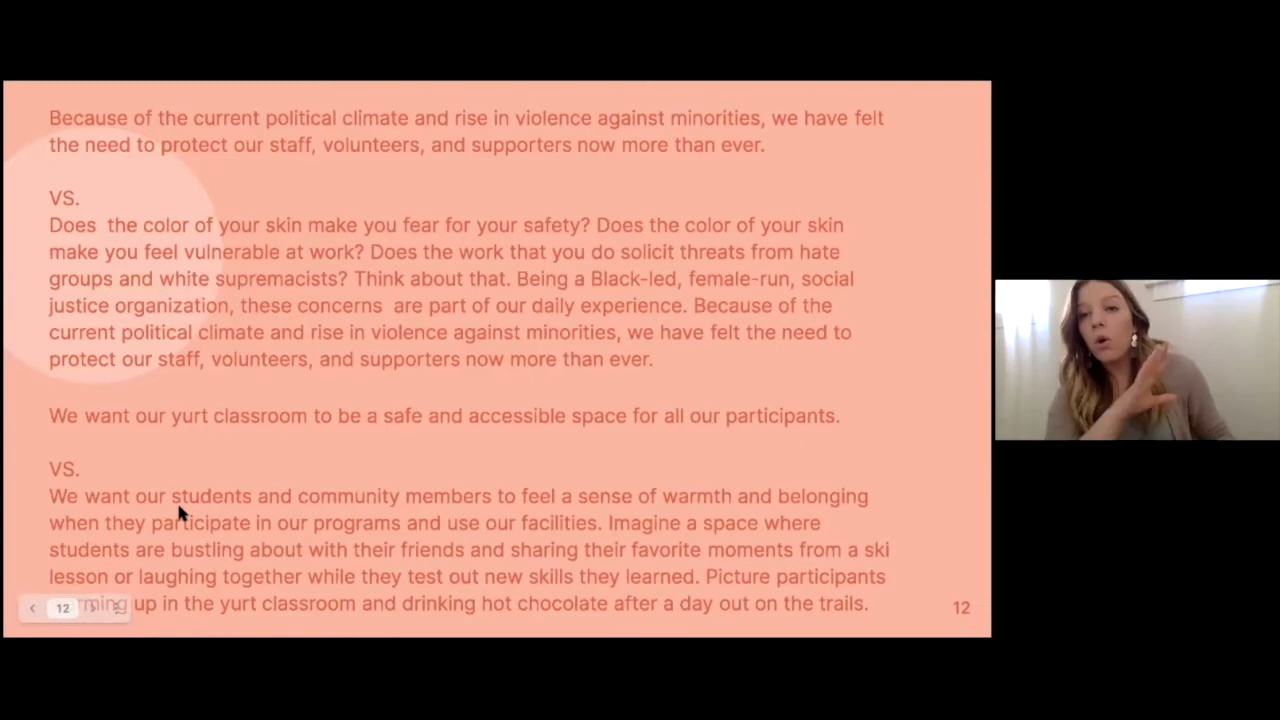 Because of the current political climate and rise in violence against minorities, we have felt
the need to protect our staff, volunteers, and supporters now more than ever.
VS.
Does the color of your skin make you fear for your safety? Does the color of your skin
make you feel vulnerable at work? Does the work that you do solicit threats from hate
groups and white supremacists? Think about that. Being a Black-led, female-run, social
justice organization, these concerns are part of our daily experience. Because of the
current political climate and rise in violence against minorities, we have felt the need to
protect our staff, volunteers, and supporters now more than ever.
We want our yurt classroom to be a safe and accessible space for all our participants.
VS.
We want our students and community members to feel a sense of warmth and belonging
when they participate in our programs and use our facilities. Imagine a space where
students are bustling about with their friends and sharing their favorite moments from a ski
lesson or laughing together while they test out new skills they learned. Picture participants
up in the yurt classroom and drinking hot chocolate after a day out on the trails.
12
12